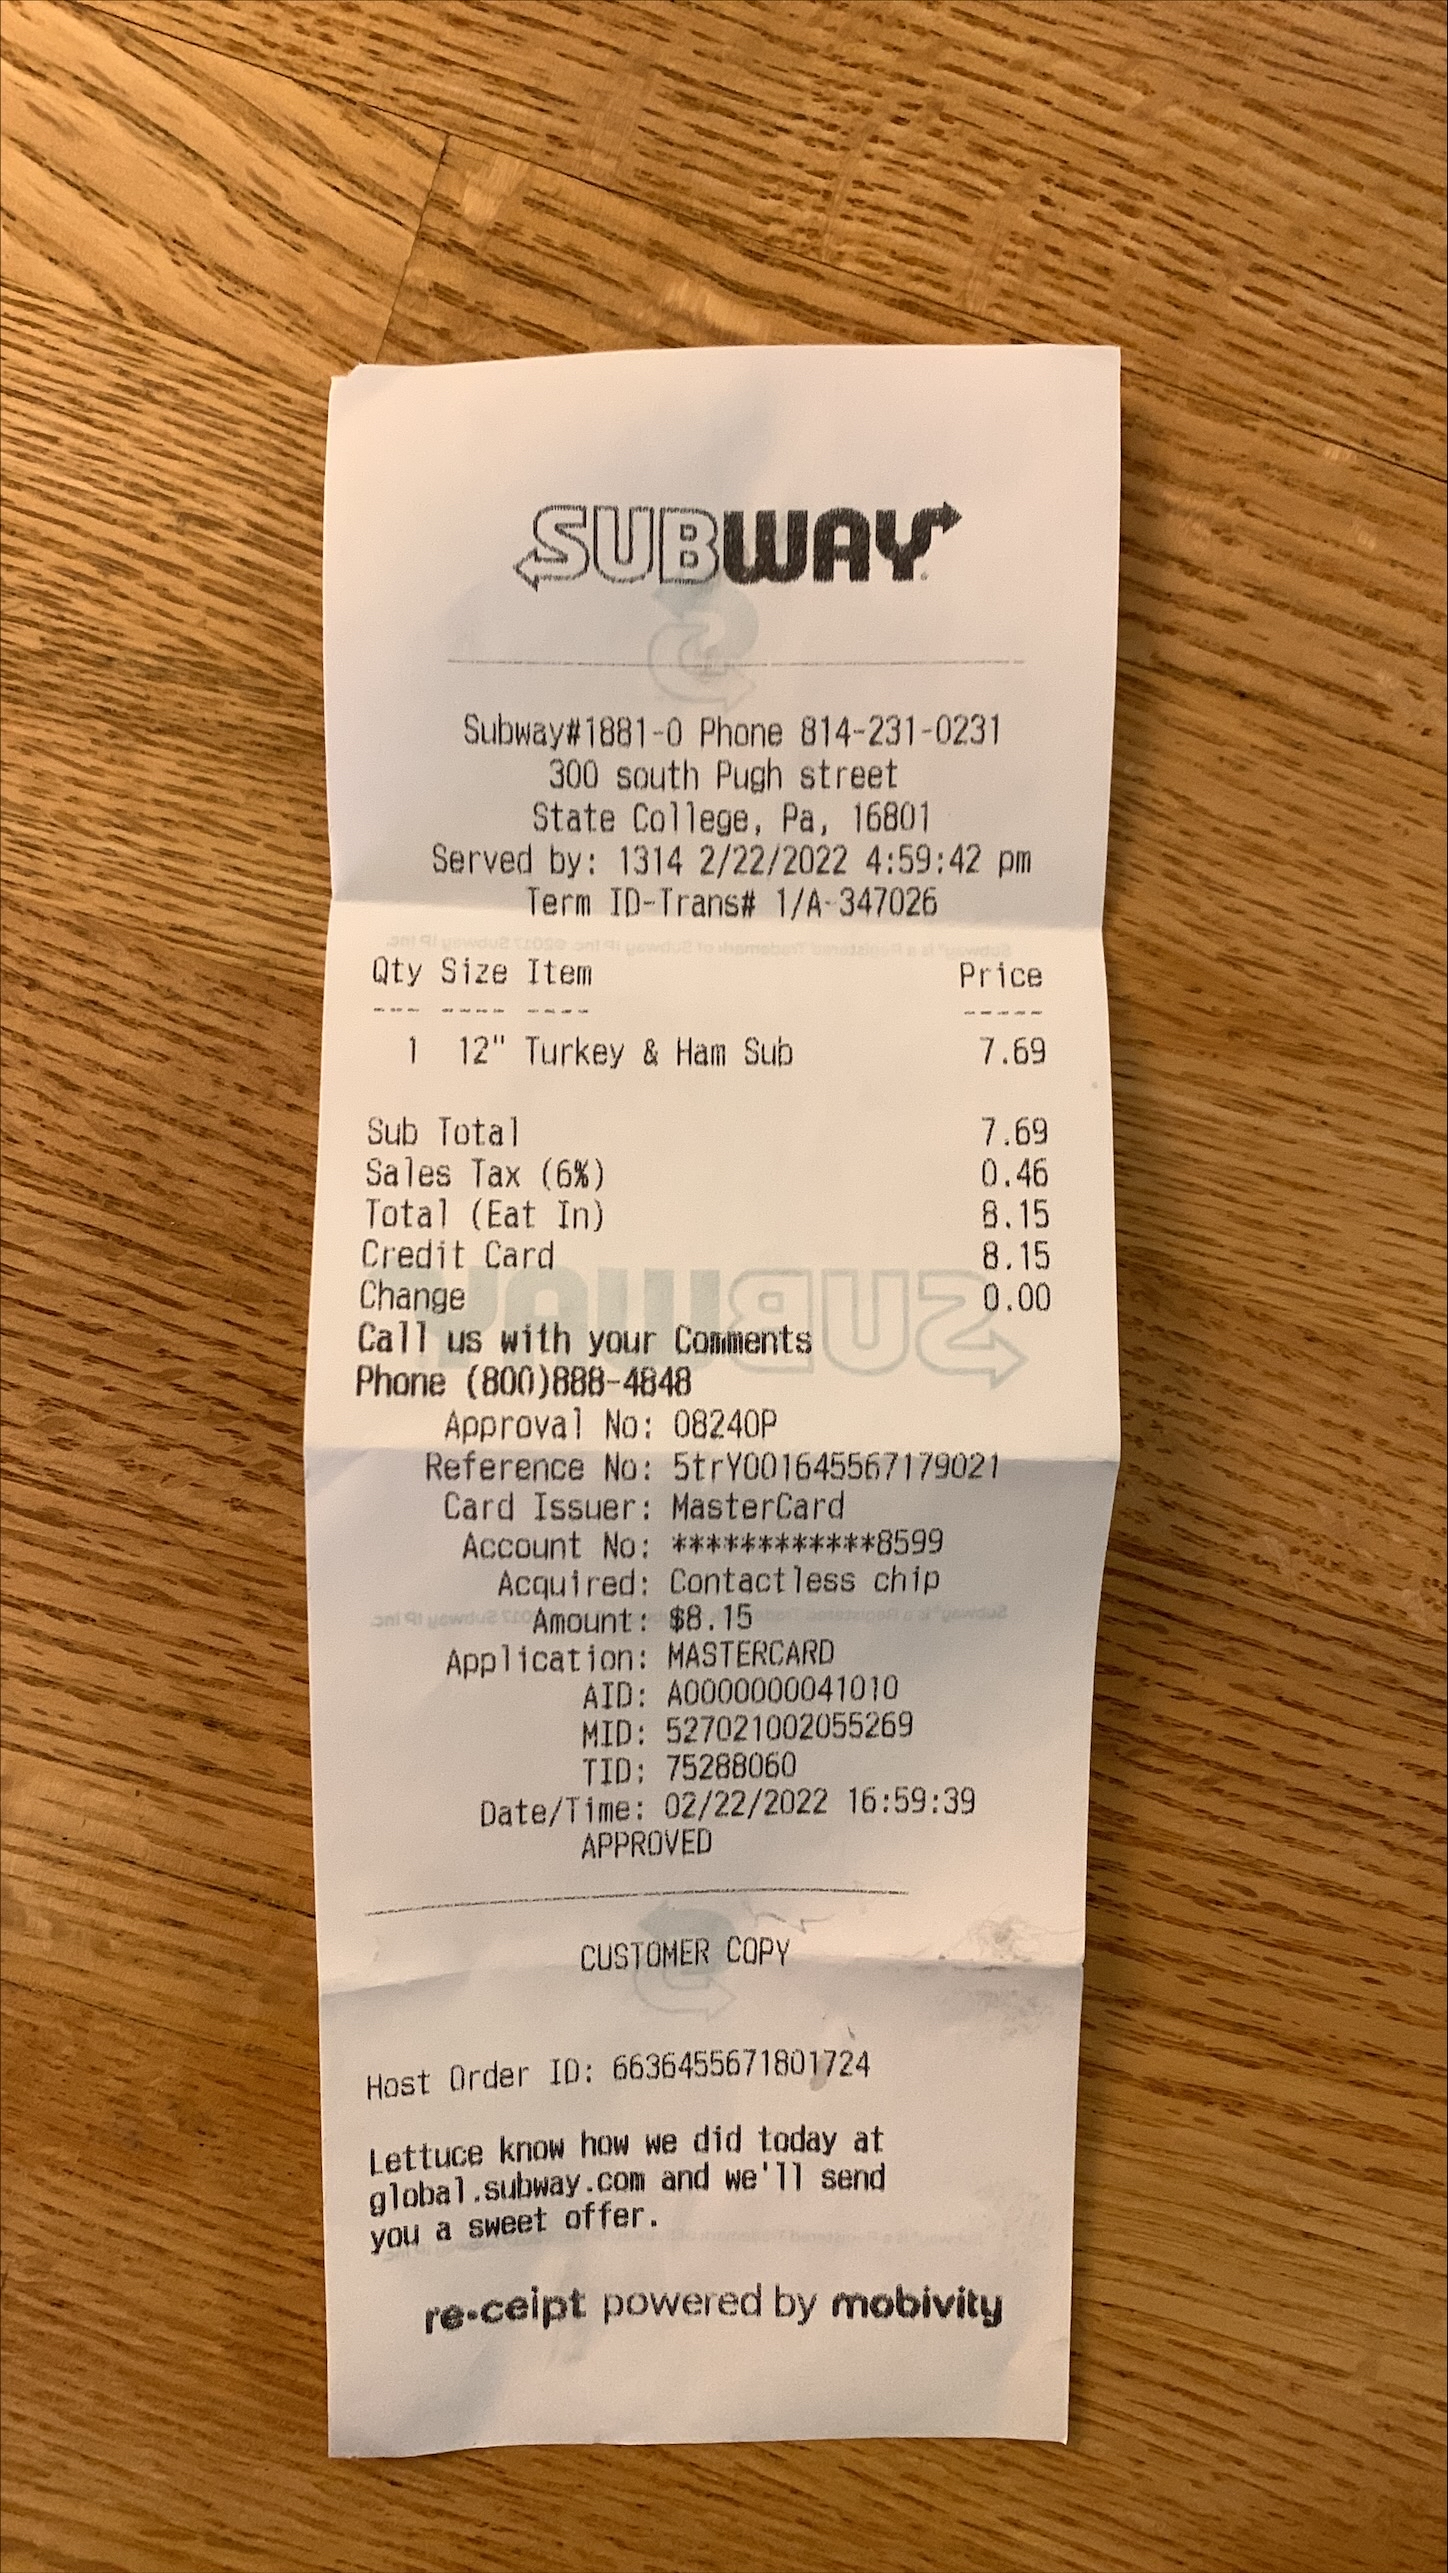 SUBWAY
Subway#1881-0 Phone 814-231-0231
300 south Pugh street
State College, Pa, 16801
Served by: 1314 2/22/2022 4:59:42 pm
Term ID-Trans# 1/A-347026
Qty Size Item Price
--- ---- ---- -----
1 12" Turkey & Ham Sub 7.69
Sub Total 7.69
Sales Tax (6%) 0.46
Total (Eat In) 8.15
Credit Card 8.15
Change 0.00
Call us with your Comments
Phone (800)888-4848
Approval No: 08240P
Reference No: 5trY001645567179021
Card Issuer: MasterCard
Account No: ************8599
Acquired: Contactless chip
Amount: $8.15
Application: MASTERCARD
AID: A0000000041010
MID: 527021002055269
TID: 75288060
Date/Time: 02/22/2022 16:59:39
APPROVED
CUSTOMER COPY
Host Order ID: 6636455671801724
Lettuce know how we did today at
global.subway.com and we'll send
you a sweet offer.
re•ceipt powered by mobivity